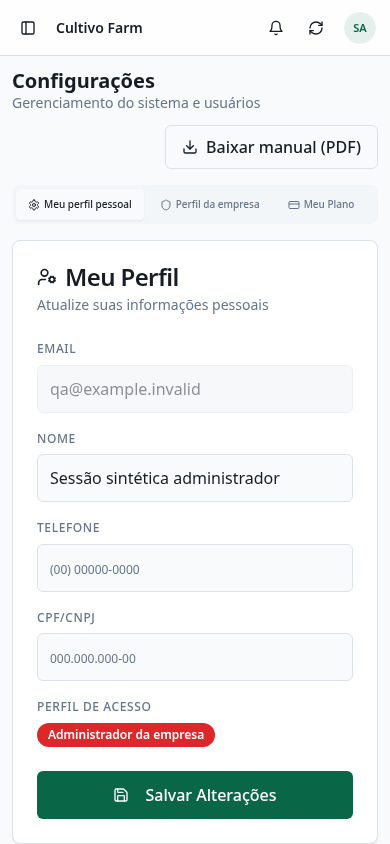 Cultivo Farm
SA
Configurações
Gerenciamento do sistema e usuários
Baixar manual (PDF)
Meu perfil pessoal
Perfil da empresa
Meu Plano
Meu Perfil
Atualize suas informações pessoais
EMAIL
qa@example.invalid
NOME
Sessão sintética administrador
TELEFONE
(00) 00000-0000
CPF/CNPJ
000.000.000-00
PERFIL DE ACESSO
Administrador da empresa
Salvar Alterações